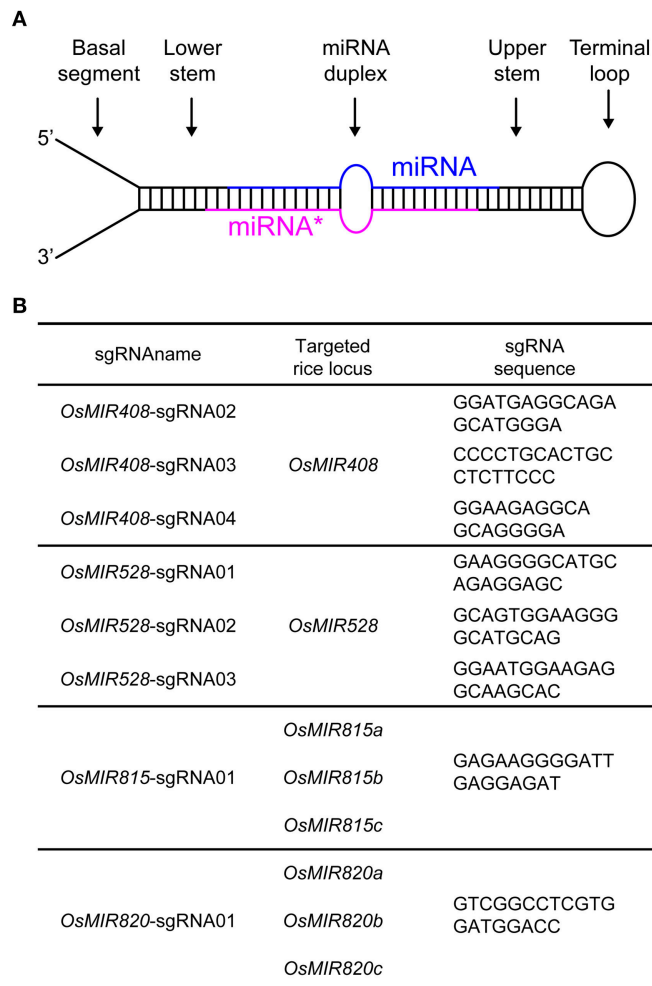 A
Basal segment
Lower stem
miRNA duplex
Upper stem
Terminal loop
5’
miRNA
miRNA*
3’
B
sgRNAname
Targeted rice locus
sgRNA sequence
OsMIR408-sgRNA02
GGATGAGGCAGA
GCATGGGA
OsMIR408-sgRNA03
OsMIR408
CCCCTGCACTGC
CTCTTCCC
OsMIR408-sgRNA04
GGAAGAGGCA
GCAGGGGA
OsMIR528-sgRNA01
GAAGGGGCATGC
AGAGGAGC
OsMIR528-sgRNA02
OsMIR528
GCAGTGGAAGGG
GCATGCAG
OsMIR528-sgRNA03
GGAATGGAAGAG
GCAAGCAC
OsMIR815a
OsMIR815-sgRNA01
OsMIR815b
GAGAAGGGGATT
GAGGAGAT
OsMIR815c
OsMIR820a
OsMIR820-sgRNA01
OsMIR820b
GTCGGCCTCGTG
GATGGACC
OsMIR820c